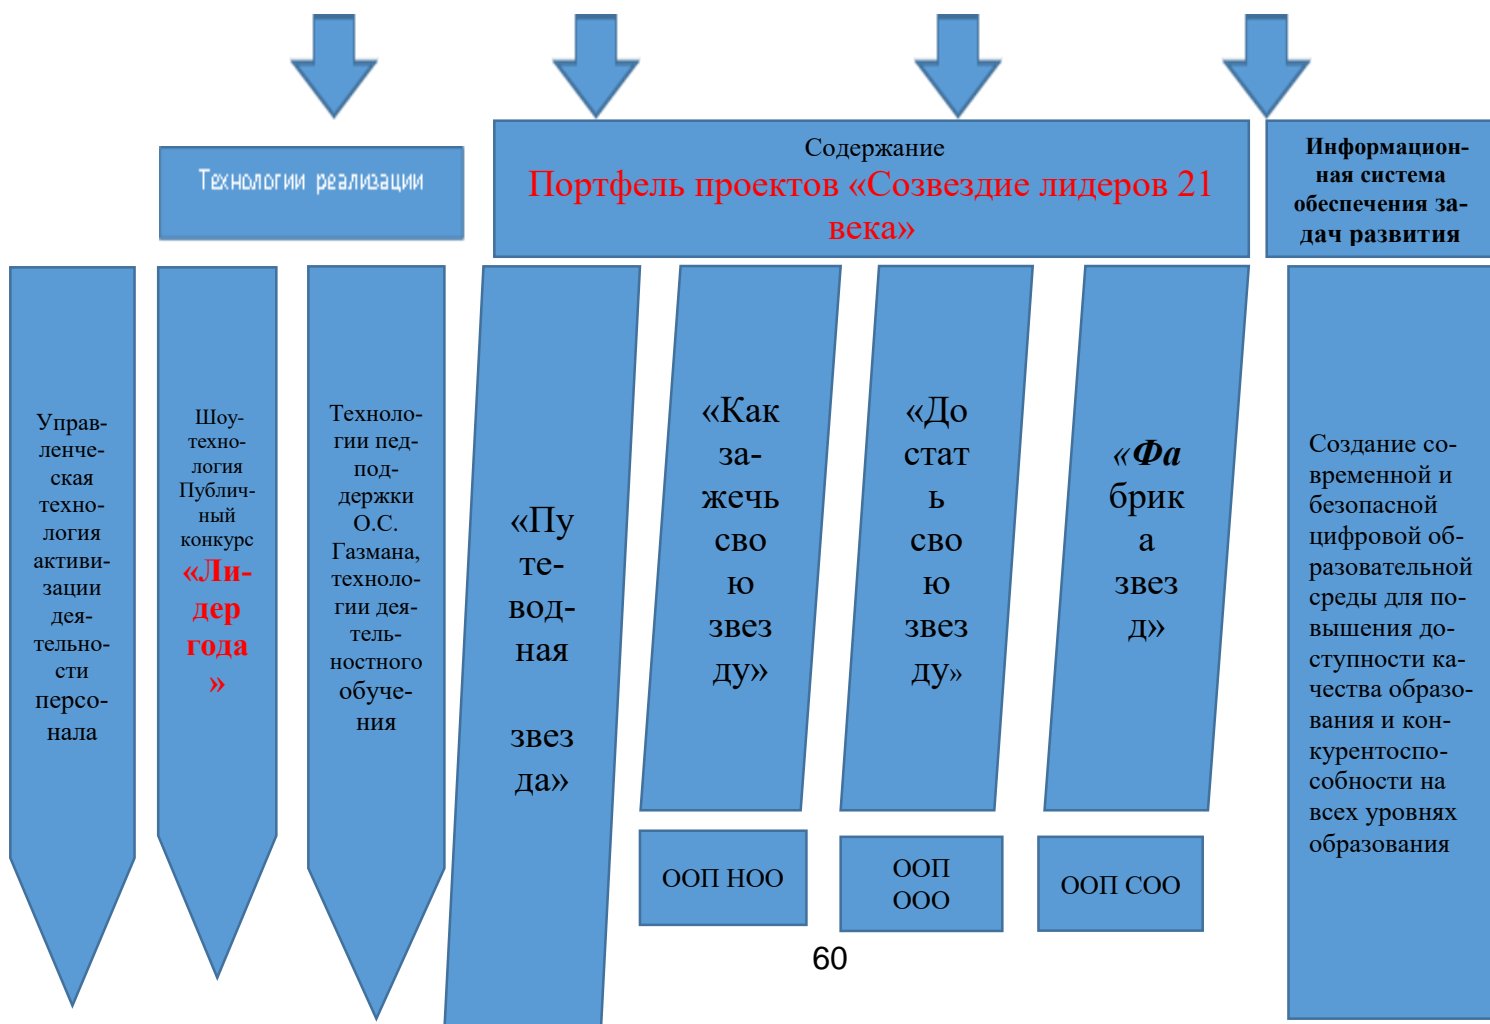 Технологии реализации
Содержание
Портфель проектов «Созвездие лидеров 21
века»
Информацион-
ная система
обеспечения за-
дач развития
Управ-
ленче-
ская
техно-
логия
активи-
зации
дея-
тельно-
сти
персо-
нала
Шоу-
техно-
логия
Публич-
ный
конкурс
«Ли-
дер
года
»
Техноло-
гии пед-
под-
держки
О.С.
Газмана,
техноло-
гии дея-
тель-
ностного
обуче-
ния
«Пу
те-
вод-
ная
звез
да»
«Как
за-
жечь
сво
ю
звез
ду»
«До
стат
ь
сво
ю
звез
ду»
«Фа
брик
а
звез
д»
Создание со-
временной и
безопасной
цифровой об-
разовательной
среды для по-
вышения до-
ступности ка-
чества образо-
вания и кон-
курентоспо-
собности на
всех уровнях
образования
ООП НОО
ООП
ООО
ООП СОО
60